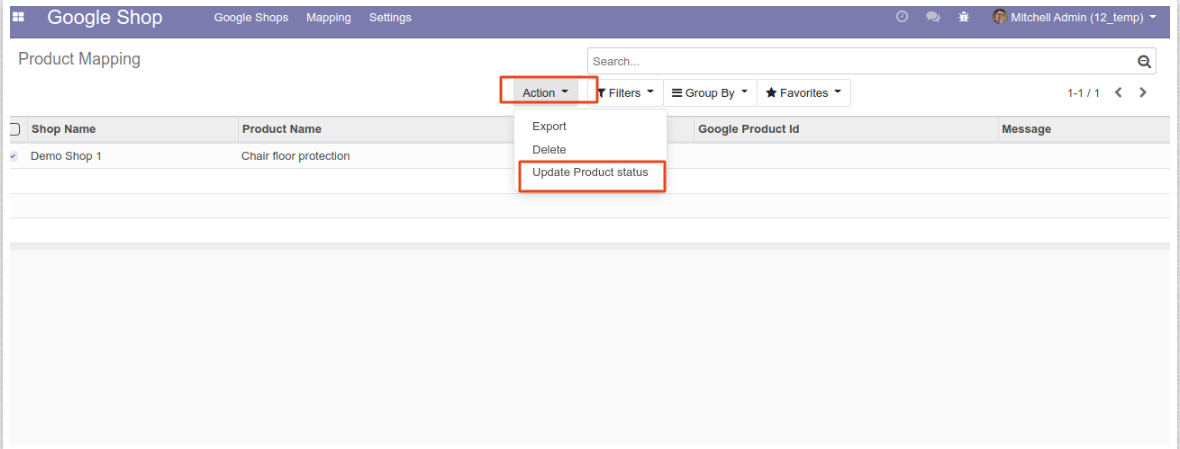 Google Shop Google Shops Mapping Settings Mitchell Admin (12_temp)
Product Mapping
Search...
Action Filters Group By Favorites 1-1 / 1
Shop Name Product Name Google Product Id Message
Export
Delete
Demo Shop 1 Chair floor protection
Update Product status